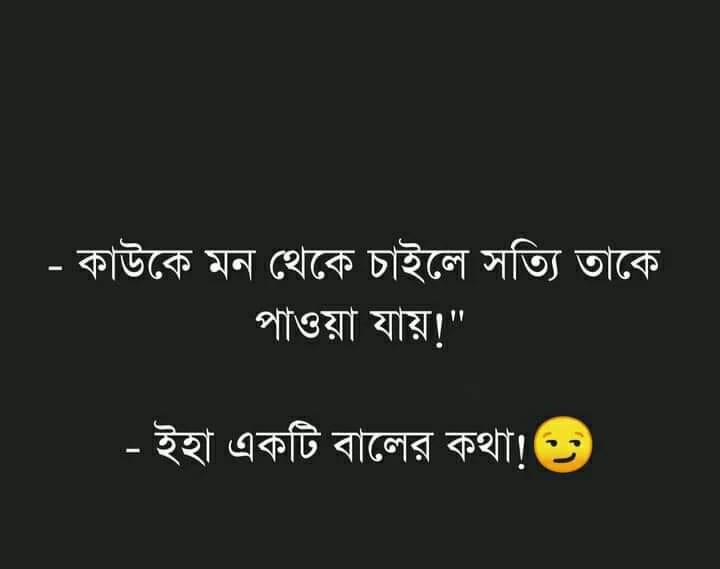 - কাউকে মন থেকে চাইলে সত্যি তাকে
পাওয়া যায়!"
- ইহা একটি বালের কথা!😏